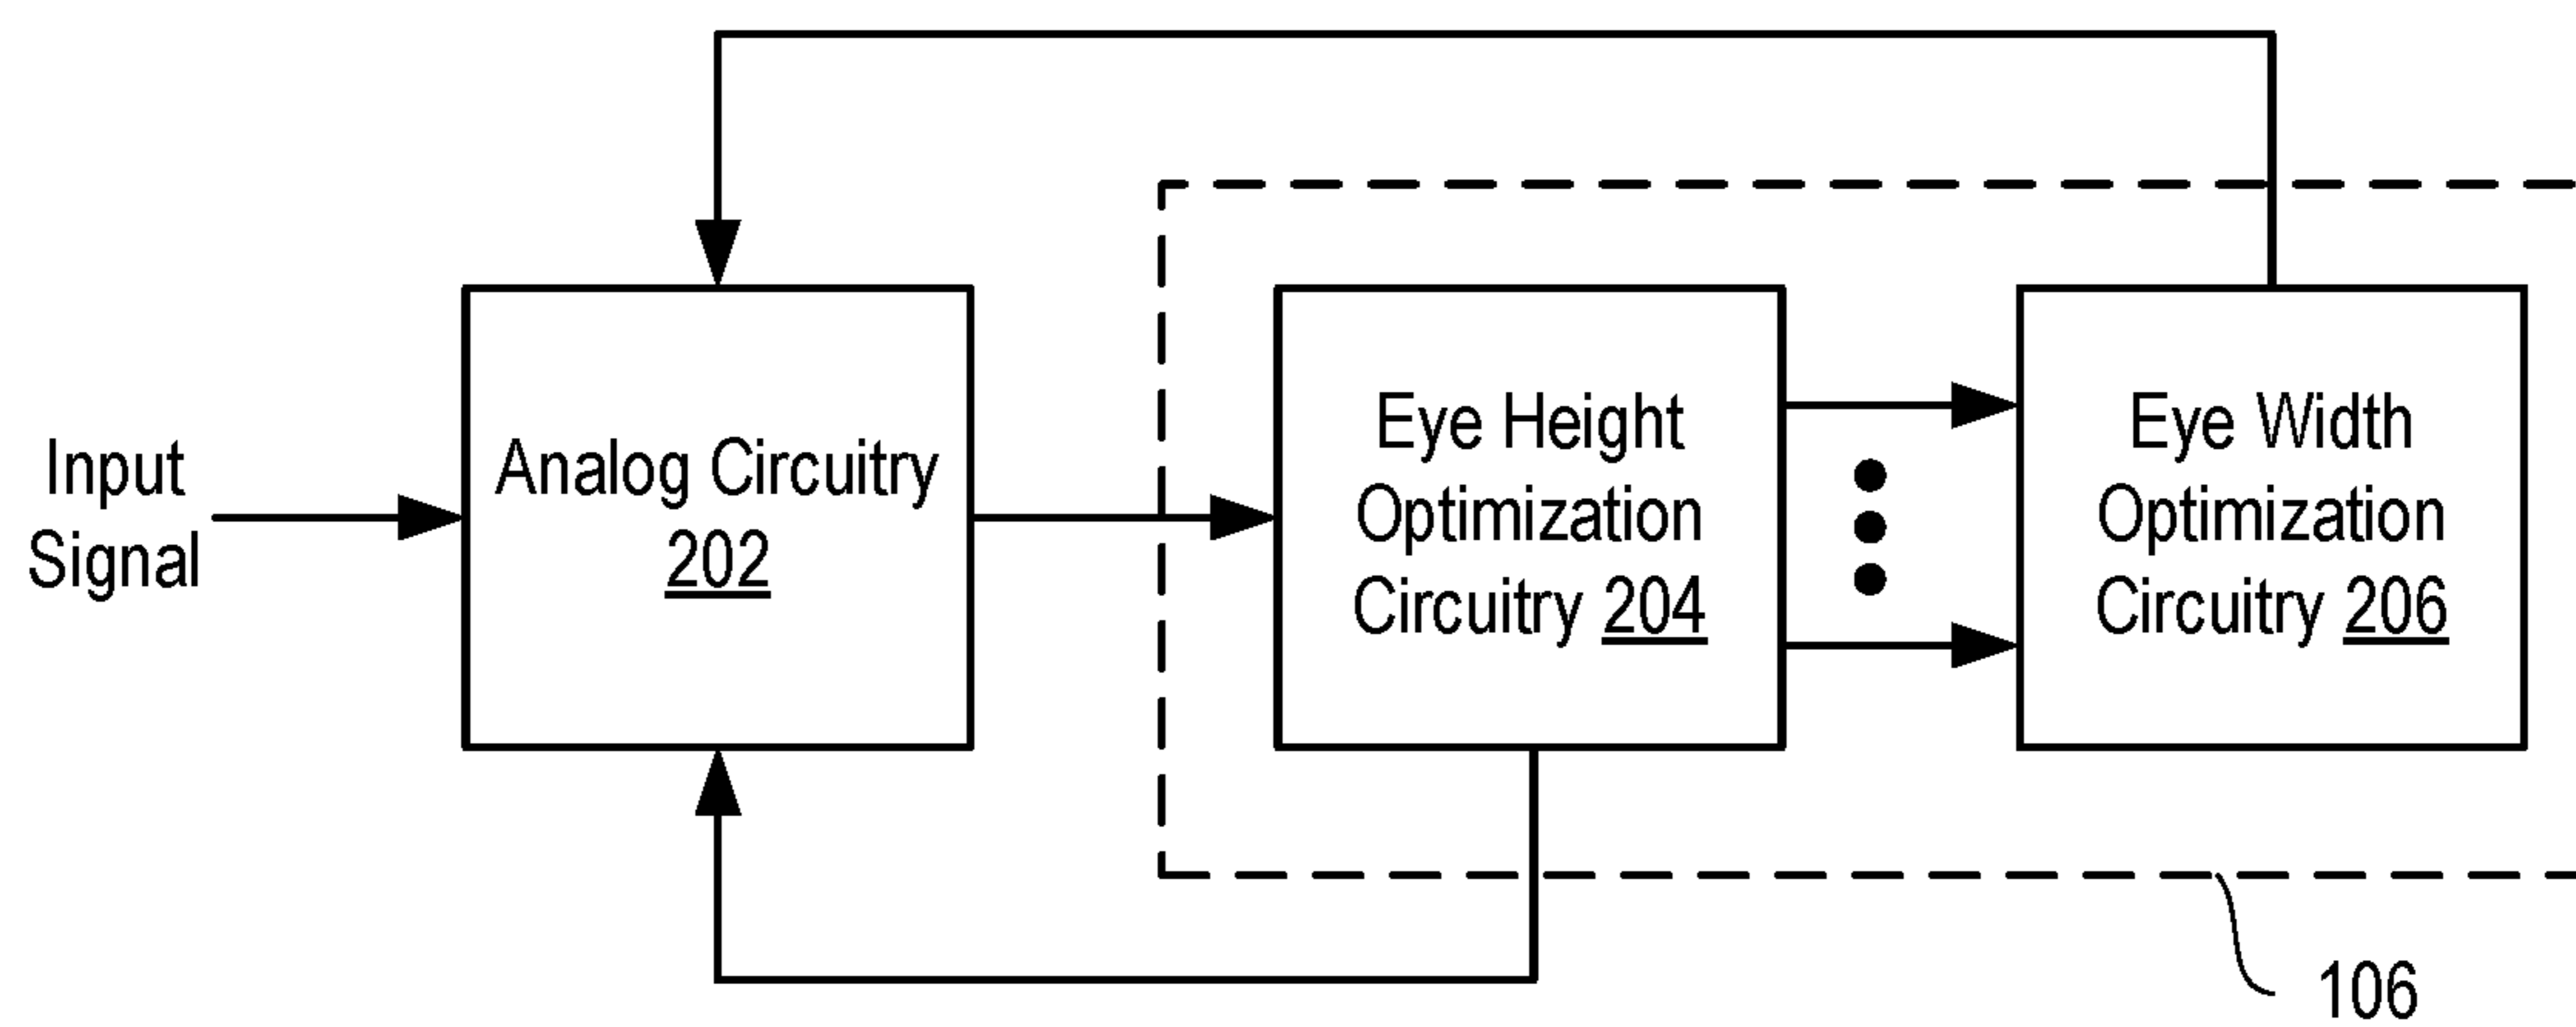 Input
Signal
Analog Circuitry
202
Eye Height
Optimization
Circuitry 204
Eye Width
Optimization
Circuitry 206
106